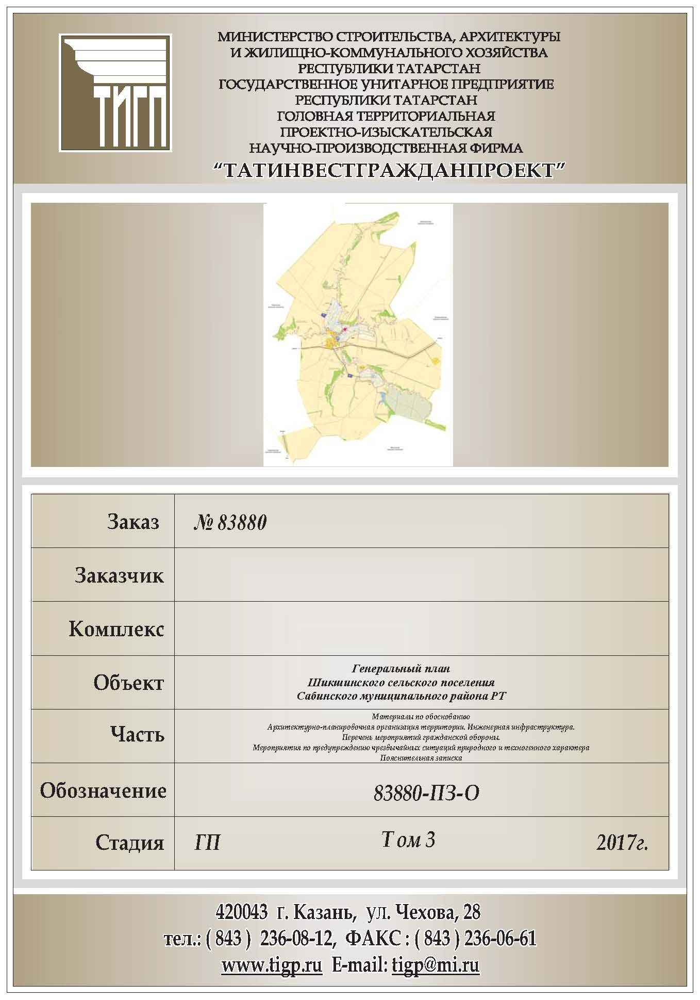 ТИГП
МИНИСТЕРСТВО СТРОИТЕЛЬСТВА, АРХИТЕКТУРЫ
И ЖИЛИЩНО-КОММУНАЛЬНОГО ХОЗЯЙСТВА
РЕСПУБЛИКИ ТАТАРСТАН
ГОСУДАРСТВЕННОЕ УНИТАРНОЕ ПРЕДПРИЯТИЕ
РЕСПУБЛИКИ ТАТАРСТАН
ГОЛОВНАЯ ТЕРРИТОРИАЛЬНАЯ
ПРОЕКТНО-ИЗЫСКАТЕЛЬСКАЯ
НАУЧНО-ПРОИЗВОДСТВЕННАЯ ФИРМА
“ТАТИНВЕСТГРАЖДАНПРОЕКТ”
Заказ № 83880
Заказчик
Комплекс
Объект
Генеральный план
Шикшинского сельского поселения
Сабинского муниципального района РТ
Часть
Материалы по обоснованию
Архитектурно-планировочная организация территории. Инженерная инфраструктура.
Перечень мероприятий гражданской обороны.
Мероприятия по предупреждению чрезвычайных ситуаций природного и техногенного характера
Пояснительная записка
Обозначение 83880-ПЗ-О
Стадия ГП Том 3 2017г.
420043 г. Казань, ул. Чехова, 28
тел.: ( 843 ) 236-08-12, ФАКС : ( 843 ) 236-06-61
www.tigp.ru E-mail: tigp@mi.ru